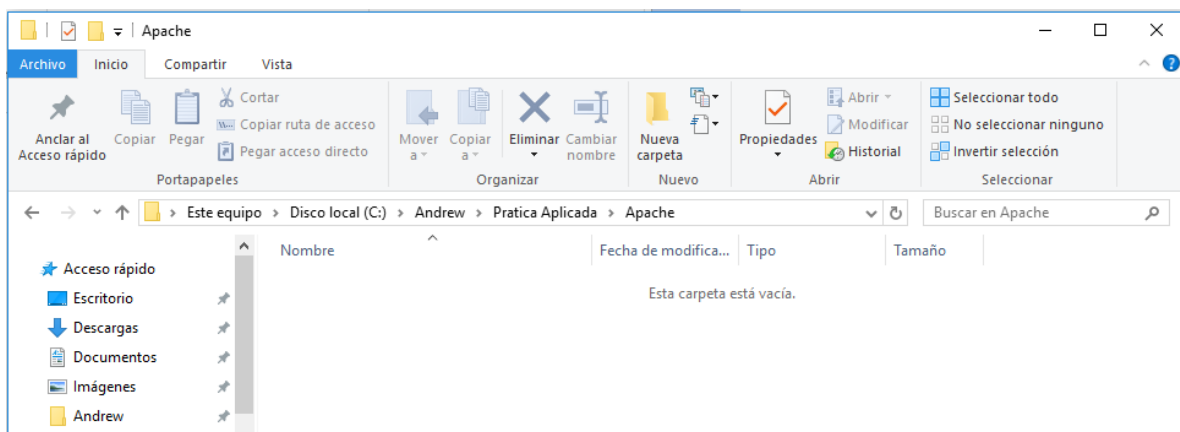 Apache
Archivo Inicio Compartir Vista
Anclar al Acceso rápido
Copiar
Pegar
Cortar
Copiar ruta de acceso
Pegar acceso directo
Portapapeles
Mover a
Copiar a
Eliminar
Cambiar nombre
Organizar
Nueva carpeta
Nuevo
Propiedades
Abrir
Modificar
Historial
Abrir
Seleccionar todo
No seleccionar ninguno
Invertir selección
Seleccionar
Este equipo > Disco local (C:) > Andrew > Pratica Aplicada > Apache
Buscar en Apache
Nombre Fecha de modifica... Tipo Tamaño
Esta carpeta está vacía.
Acceso rápido
Escritorio
Descargas
Documentos
Imágenes
Andrew